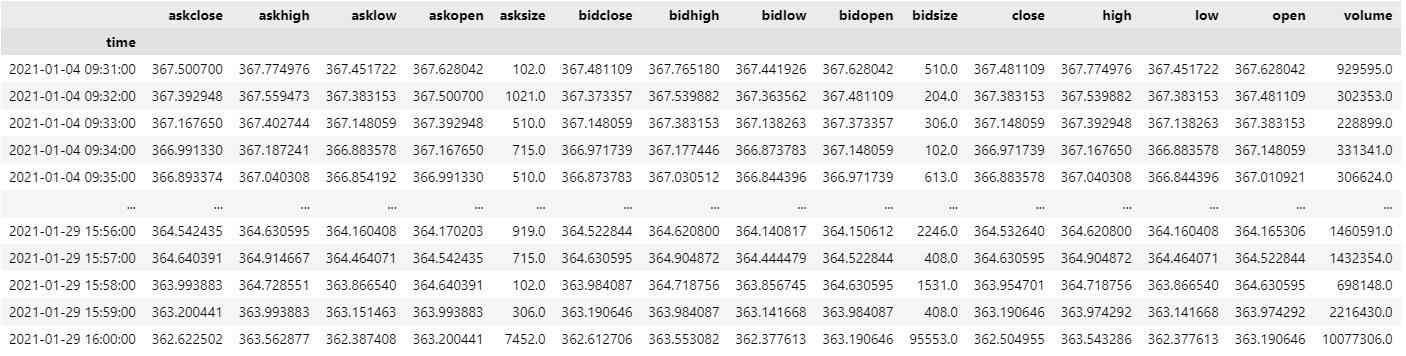 askclose askhigh asklow askopen asksize bidclose bidhigh bidlow bidopen bidsize close high low open volume
time
2021-01-04 09:31:00 367.500700 367.774976 367.451722 367.628042 102.0 367.481109 367.765180 367.441926 367.628042 510.0 367.481109 367.774976 367.451722 367.628042 929595.0
2021-01-04 09:32:00 367.392948 367.559473 367.383153 367.500700 1021.0 367.373357 367.539882 367.363562 367.481109 204.0 367.383153 367.539882 367.383153 367.481109 302353.0
2021-01-04 09:33:00 367.167650 367.402744 367.148059 367.392948 510.0 367.148059 367.383153 367.138263 367.373357 306.0 367.148059 367.392948 367.138263 367.383153 228899.0
2021-01-04 09:34:00 366.991330 367.187241 366.883578 367.167650 715.0 366.971739 367.177446 366.873783 367.148059 102.0 366.971739 367.167650 366.883578 367.148059 331341.0
2021-01-04 09:35:00 366.893374 367.040308 366.854192 366.991330 510.0 366.873783 367.030512 366.844396 366.971739 613.0 366.883578 367.040308 366.844396 367.010921 306624.0
... ... ... ... ... ... ... ... ... ... ... ... ... ... ... ...
2021-01-29 15:56:00 364.542435 364.630595 364.160408 364.170203 919.0 364.522844 364.620800 364.140817 364.150612 2246.0 364.532640 364.620800 364.160408 364.165306 1460591.0
2021-01-29 15:57:00 364.640391 364.914667 364.464071 364.542435 715.0 364.630595 364.904872 364.444479 364.522844 408.0 364.630595 364.904872 364.464071 364.522844 1432354.0
2021-01-29 15:58:00 363.993883 364.728551 363.866540 364.640391 102.0 363.984087 364.718756 363.856745 364.630595 1531.0 363.954701 364.718756 363.866540 364.630595 698148.0
2021-01-29 15:59:00 363.200441 363.993883 363.151463 363.993883 306.0 363.190646 363.984087 363.141668 363.984087 408.0 363.190646 363.974292 363.141668 363.974292 2216430.0
2021-01-29 16:00:00 362.622502 363.562877 362.387408 363.200441 7452.0 362.612706 363.553082 362.377613 363.190646 95553.0 362.504955 363.543286 362.377613 363.190646 10077306.0